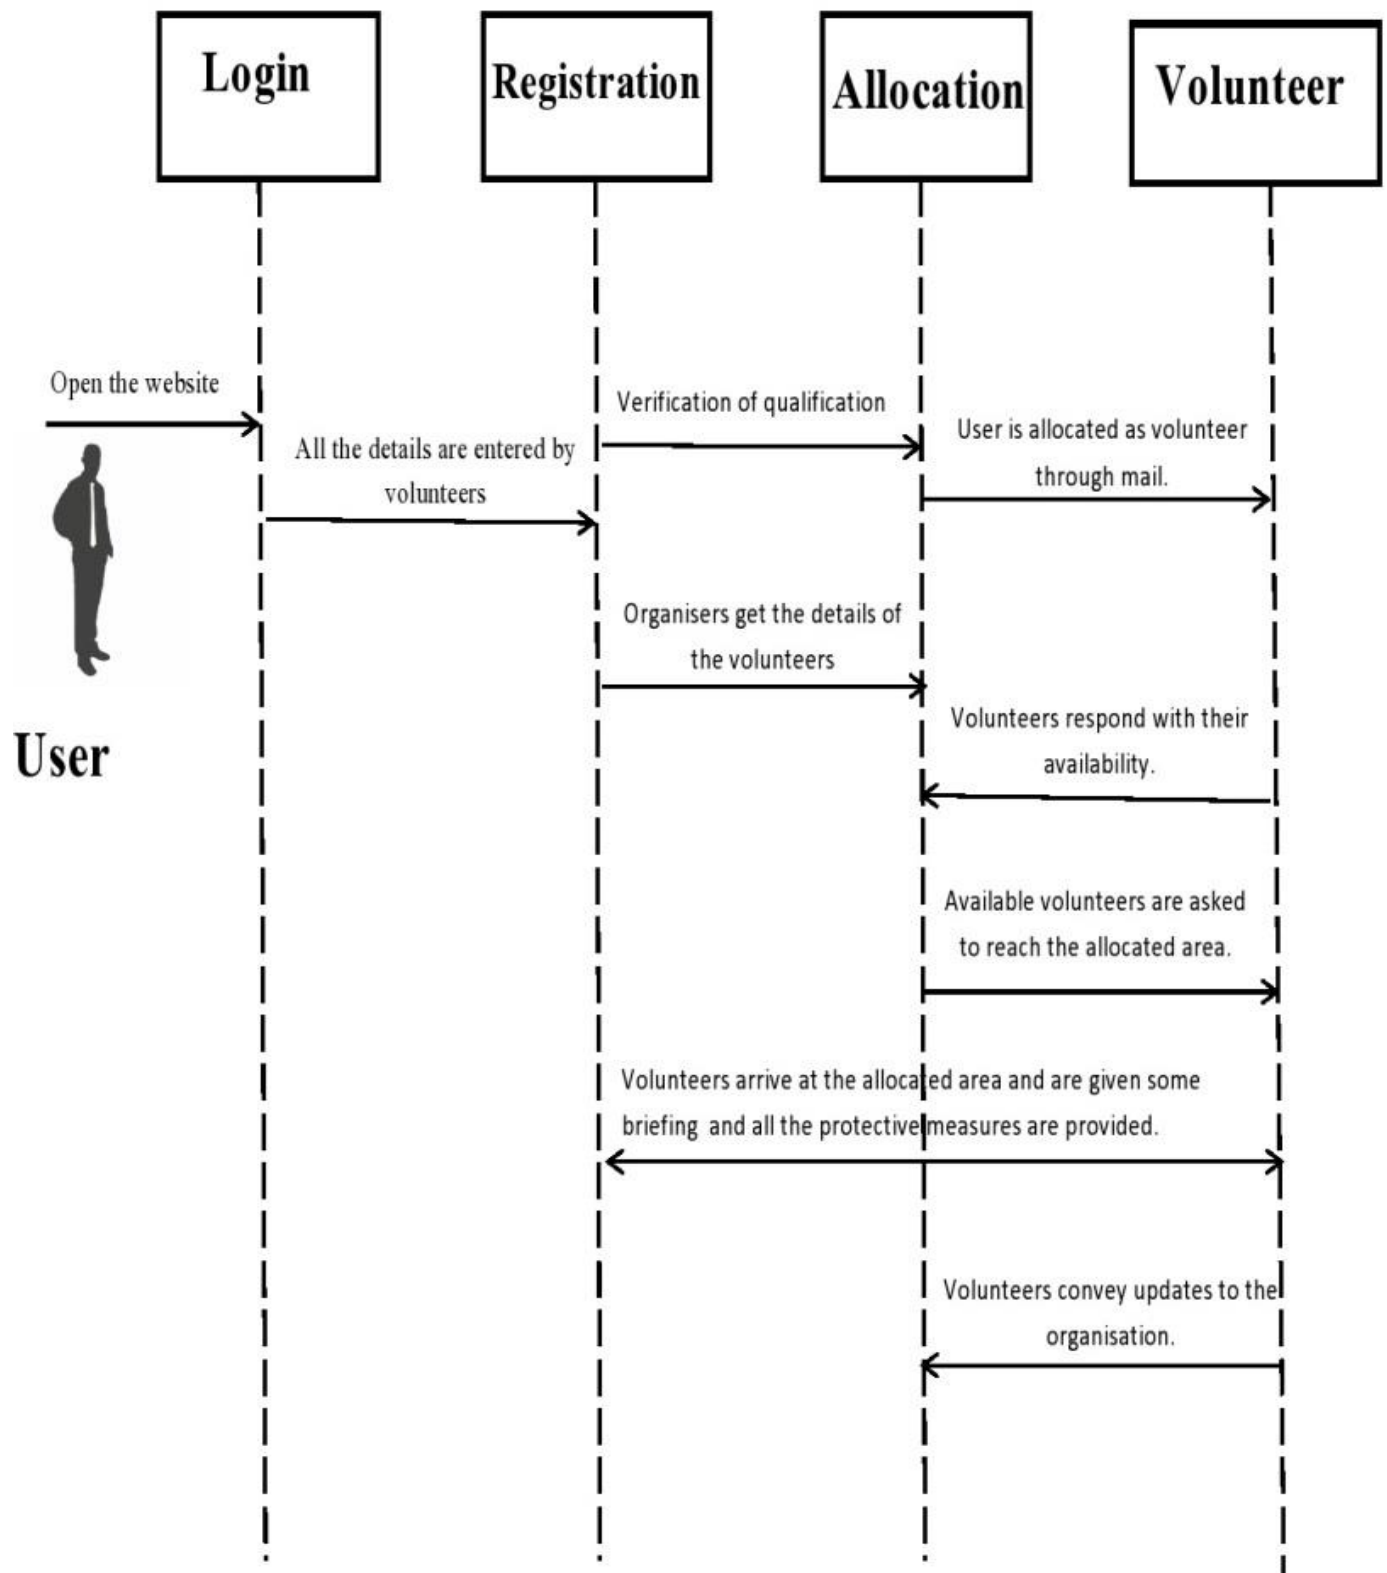 Login
Registration
Allocation
Volunteer
Open the website
Verification of qualification
All the details are entered by
volunteers
User is allocated as volunteer
through mail.
Organisers get the details of
the volunteers
User
Volunteers respond with their
availability.
Available volunteers are asked
to reach the allocated area.
Volunteers arrive at the allocated area and are given some
briefing and all the protective measures are provided.
Volunteers convey updates to the
organisation.